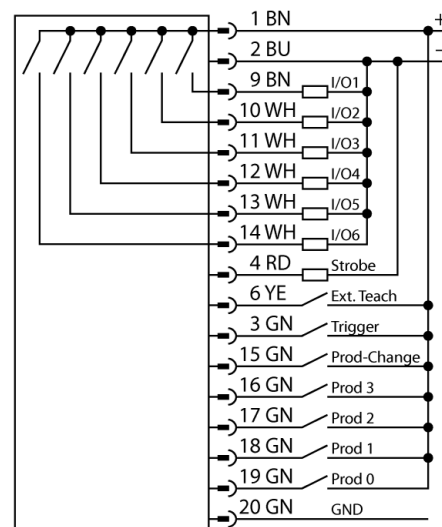 1 BN +
2 BU –
9 BN I/O1
10 WH I/O2
11 WH I/O3
12 WH I/O4
13 WH I/O5
14 WH I/O6
4 RD Strobe
6 YE Ext. Teach
3 GN Trigger
15 GN Prod-Change
16 GN Prod 3
17 GN Prod 2
18 GN Prod 1
19 GN Prod 0
20 GN GND